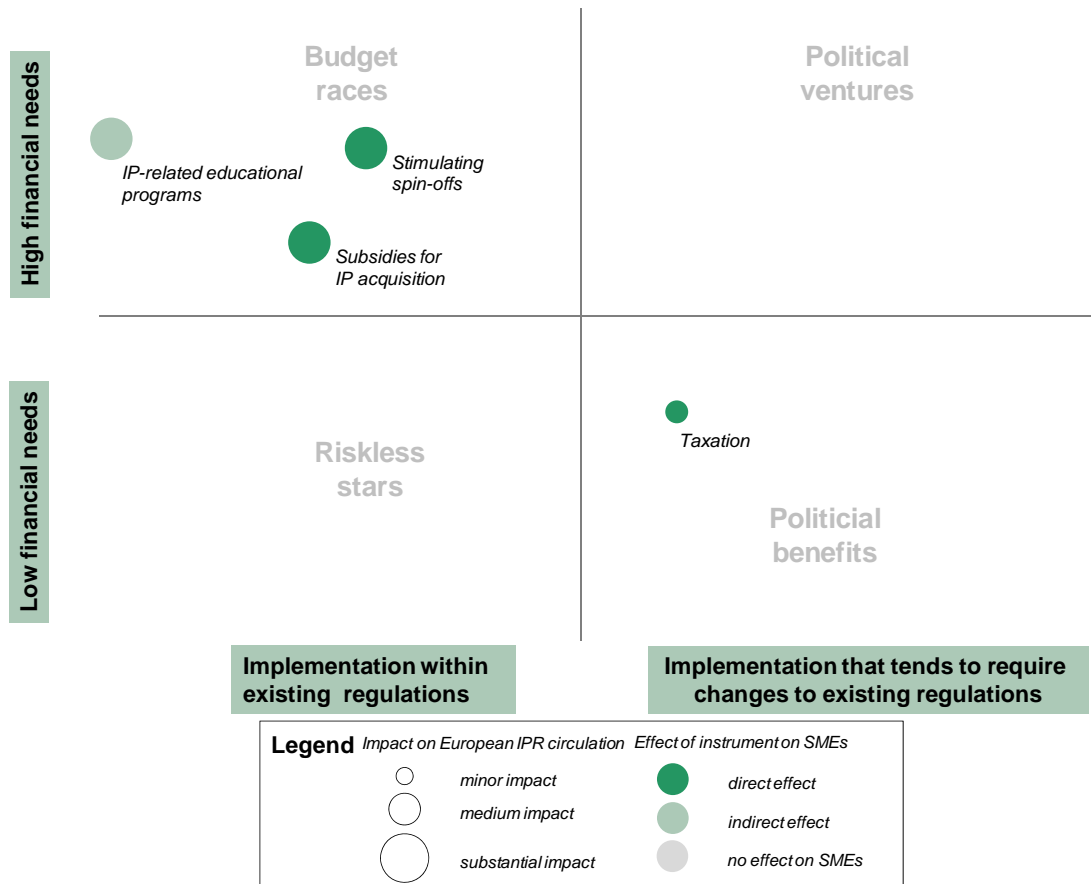 Budget
races
Political
ventures
High financial needs
IP-related educational
programs
Stimulating
spin-offs
Subsidies for
IP acquisition
Low financial needs
Taxation
Riskless
stars
Politicial
benefits
Implementation within
existing regulations
Implementation that tends to require
changes to existing regulations
Legend
Impact on European IPR circulation
Effect of instrument on SMEs
minor impact
direct effect
medium impact
indirect effect
substantial impact
no effect on SMEs